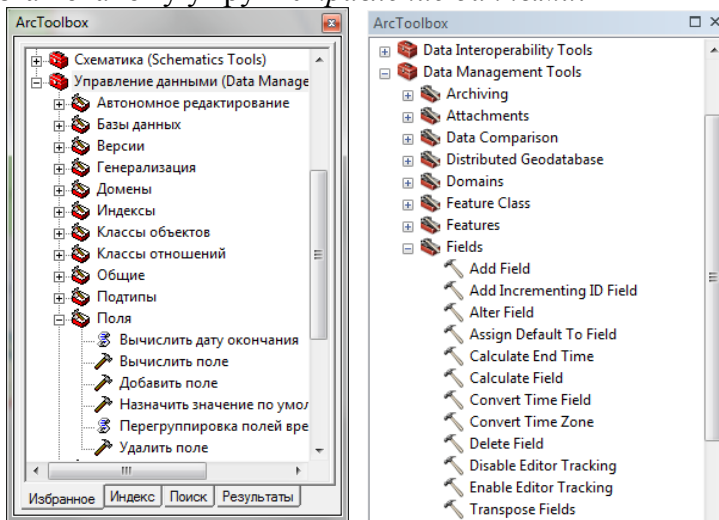 ArcToolbox
Схематика (Schematics Tools)
Управление данными (Data Manage
Автономное редактирование
Базы данных
Версии
Генерализация
Домены
Индексы
Классы объектов
Классы отношений
Общие
Подтипы
Поля
Вычислить дату окончания
Вычислить поле
Добавить поле
Назначить значение по умол
Перегруппировка полей вре
Удалить поле
Избранное Индекс Поиск Результаты
ArcToolbox
Data Interoperability Tools
Data Management Tools
Archiving
Attachments
Data Comparison
Distributed Geodatabase
Domains
Feature Class
Features
Fields
Add Field
Add Incrementing ID Field
Alter Field
Assign Default To Field
Calculate End Time
Calculate Field
Convert Time Field
Convert Time Zone
Delete Field
Disable Editor Tracking
Enable Editor Tracking
Transpose Fields